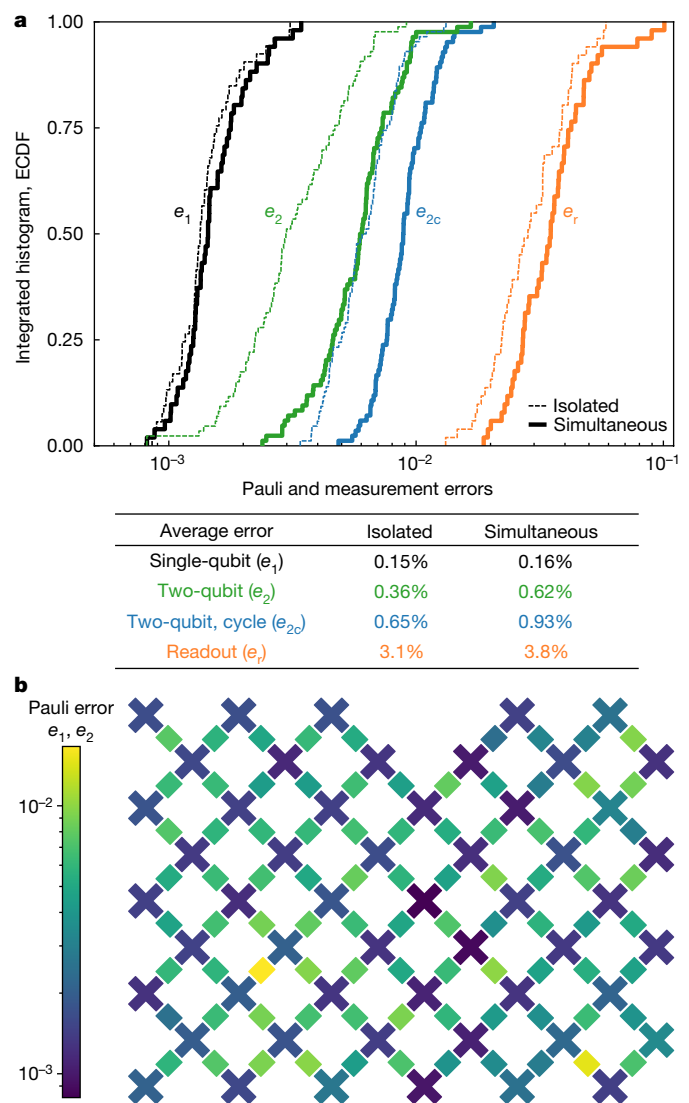 a
1.00
0.75
0.50
0.25
0.00
Integrated histogram, ECDF
e1
e2
e2c
er
Isolated
Simultaneous
10−3
10−2
10−1
Pauli and measurement errors
Average error Isolated Simultaneous
Single-qubit (e1) 0.15% 0.16%
Two-qubit (e2) 0.36% 0.62%
Two-qubit, cycle (e2c) 0.65% 0.93%
Readout (er) 3.1% 3.8%
b
Pauli error
e1, e2
10−2
10−3